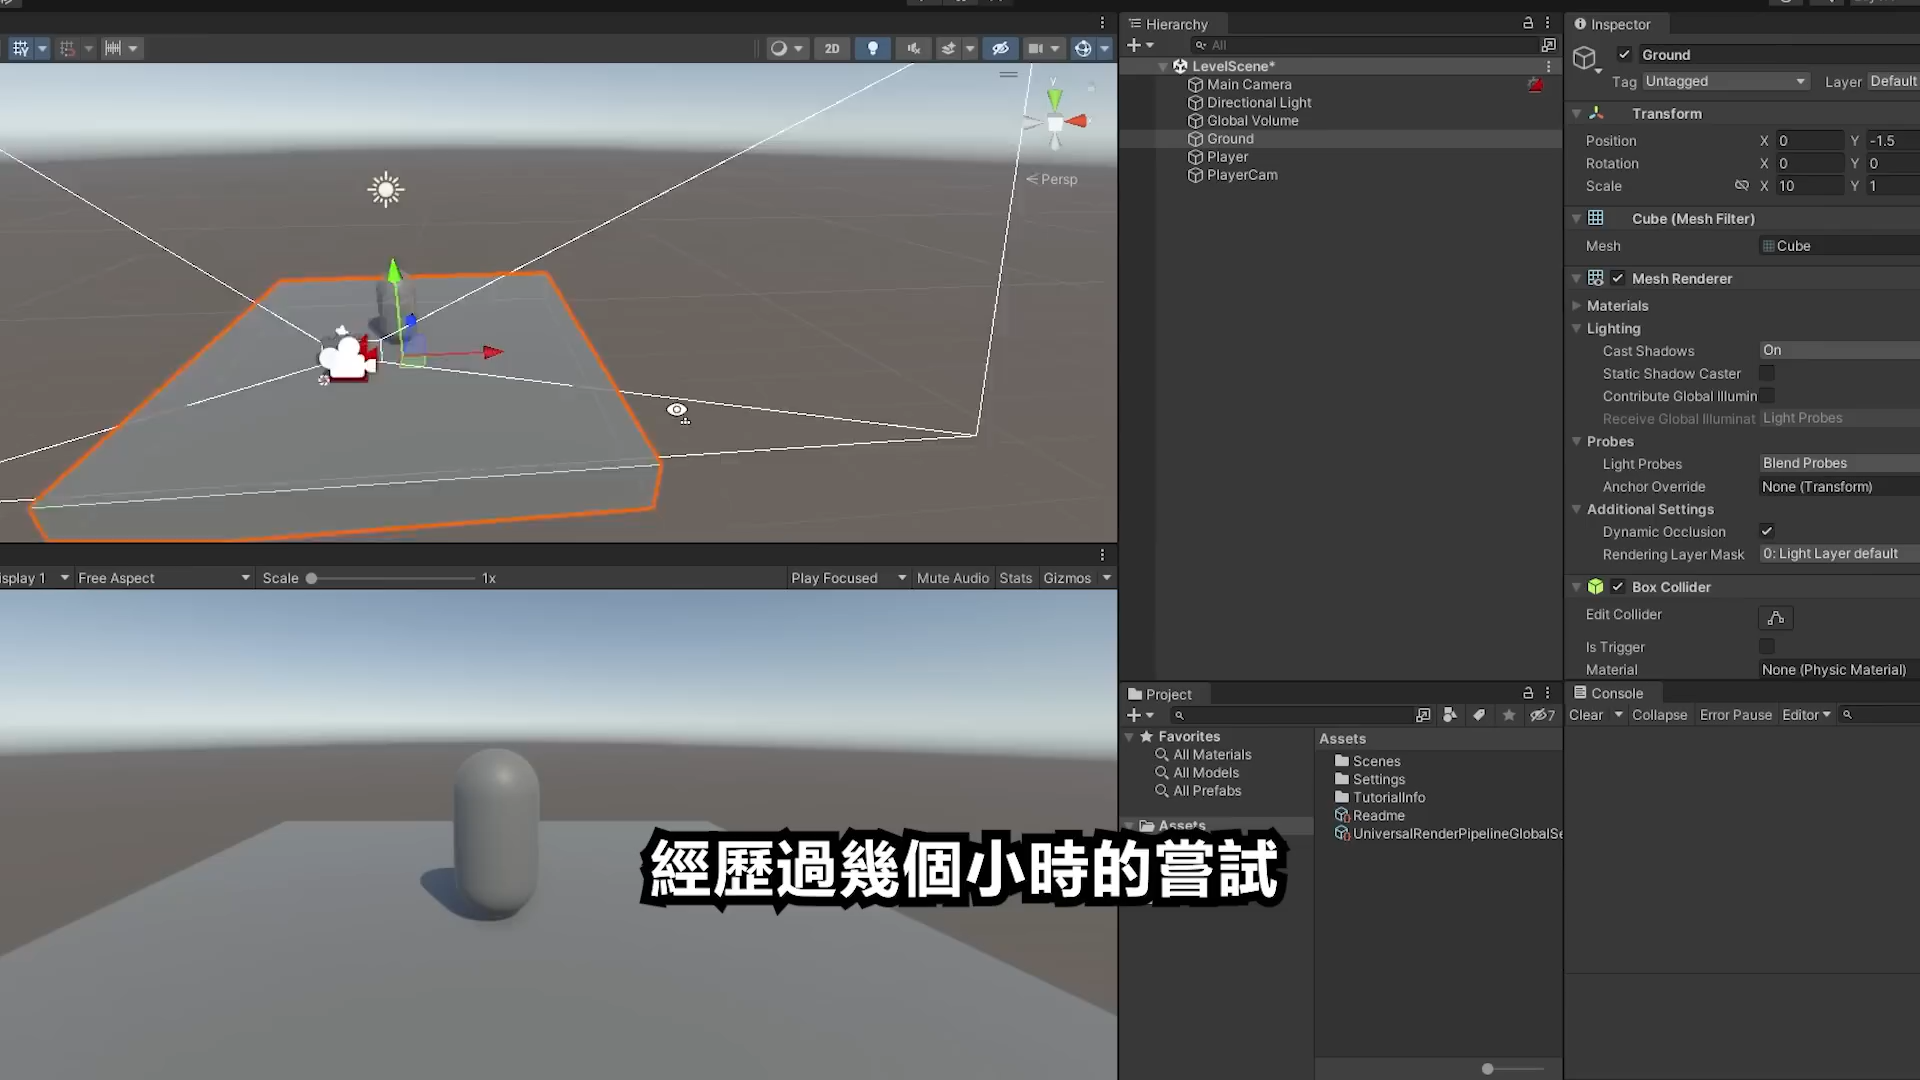 2D
y
Persp
Hierarchy
All
LevelScene*
Main Camera
Directional Light
Global Volume
Ground
Player
PlayerCam
Inspector
Ground
Tag Untagged Layer Default
Transform
Position X 0 Y -1.5
Rotation X 0 Y 0
Scale X 10 Y 1
Cube (Mesh Filter)
Mesh Cube
Mesh Renderer
Materials
Lighting
Cast Shadows On
Static Shadow Caster
Contribute Global Illumin
Receive Global Illuminat Light Probes
Probes
Light Probes Blend Probes
Anchor Override None (Transform)
Additional Settings
Dynamic Occlusion
Rendering Layer Mask 0: Light Layer default
Box Collider
Edit Collider
Is Trigger
Material None (Physic Material)
isplay 1 Free Aspect Scale 1x Play Focused Mute Audio Stats Gizmos
Project
7
Favorites
All Materials
All Models
All Prefabs
Assets
Assets
Scenes
Settings
TutorialInfo
Readme
UniversalRenderPipelineGlobalSe
Console
Clear Collapse Error Pause Editor
經歷過幾個小時的嘗試